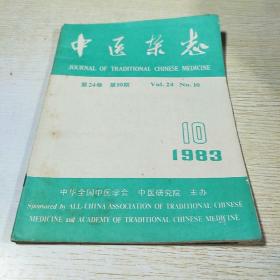 中医杂志
JOURNAL OF TRADITIONAL CHINESE MEDICINE
第24卷 第10期 Vol. 24 No. 10
10
1983
中华全国中医学会 中医研究院 主办
Sponsored by ALL-CHINA ASSOCIATION OF TRADITIONAL CHINESE
MEDICINE and ACADEMY OF TRADITIONAL CHINESE MEDICINE